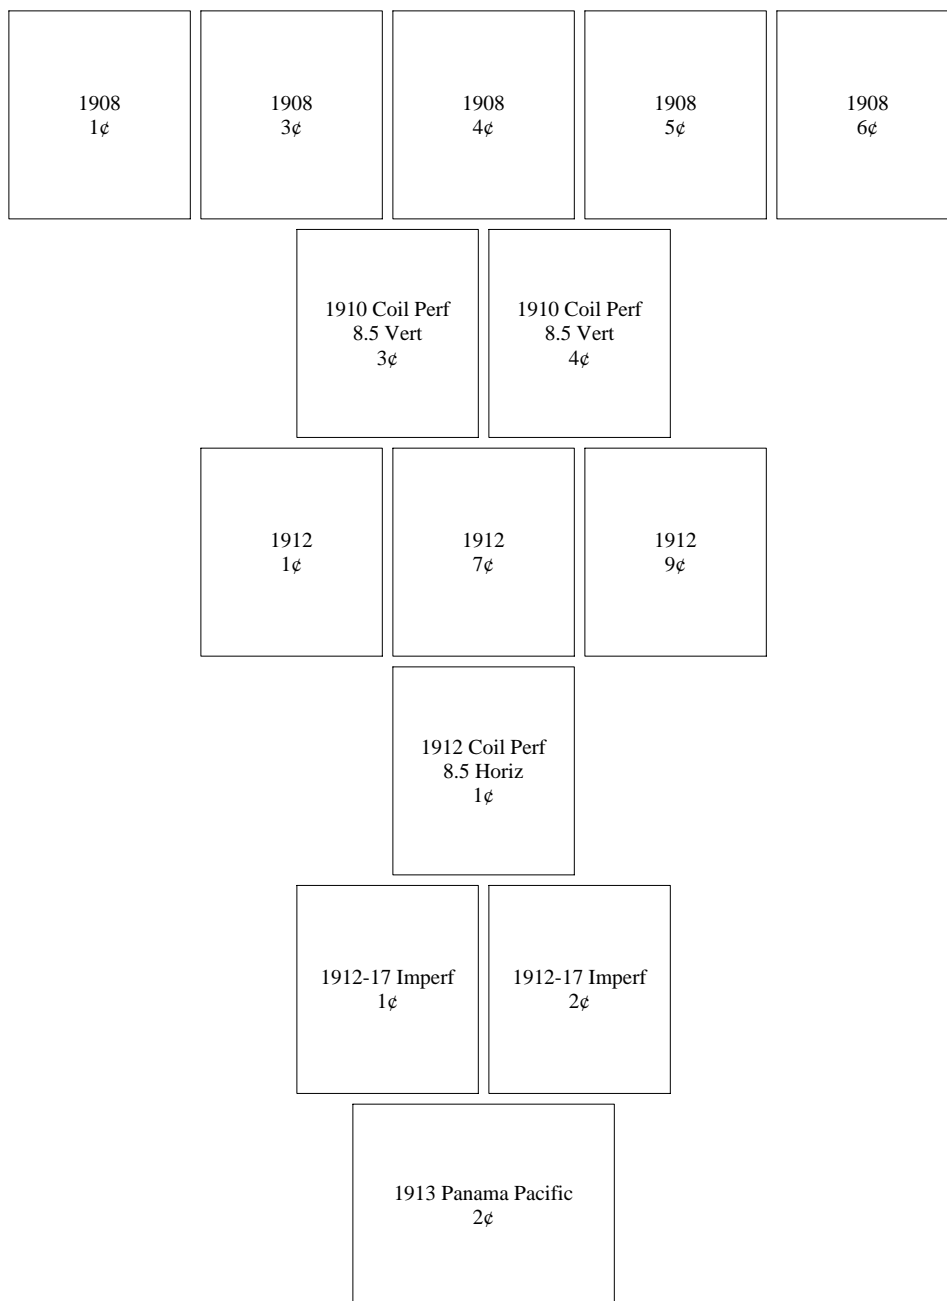 1908
1¢
1908
3¢
1908
4¢
1908
5¢
1908
6¢
1910 Coil Perf
8.5 Vert
3¢
1910 Coil Perf
8.5 Vert
4¢
1912
1¢
1912
7¢
1912
9¢
1912 Coil Perf
8.5 Horiz
1¢
1912-17 Imperf
1¢
1912-17 Imperf
2¢
1913 Panama Pacific
2¢